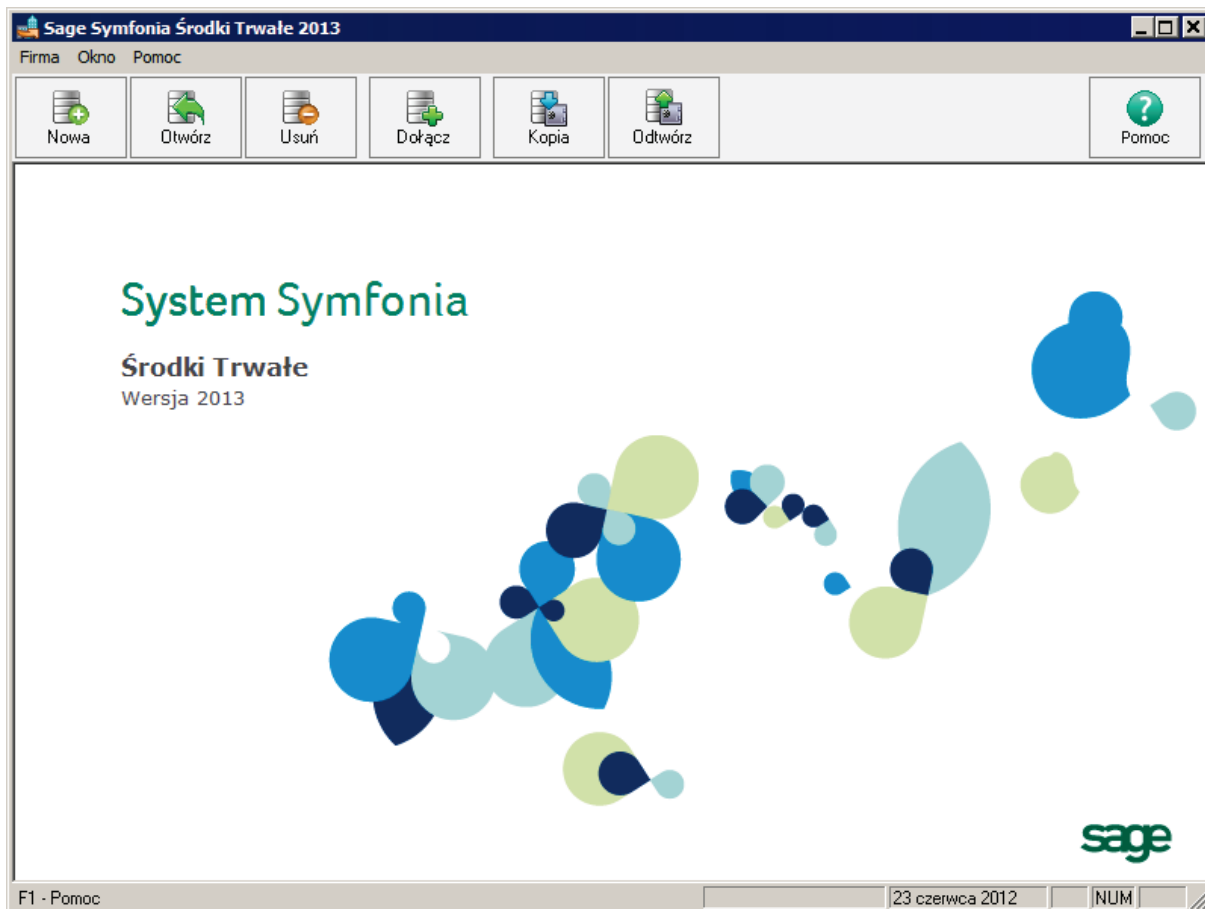 Sage Symfonia Środki Trwałe 2013
Firma Okno Pomoc
Nowa Otwórz Usuń Dołącz Kopia Odtwórz Pomoc
System Symfonia
Środki Trwałe
Wersja 2013
sage
F1 - Pomoc 23 czerwca 2012 NUM